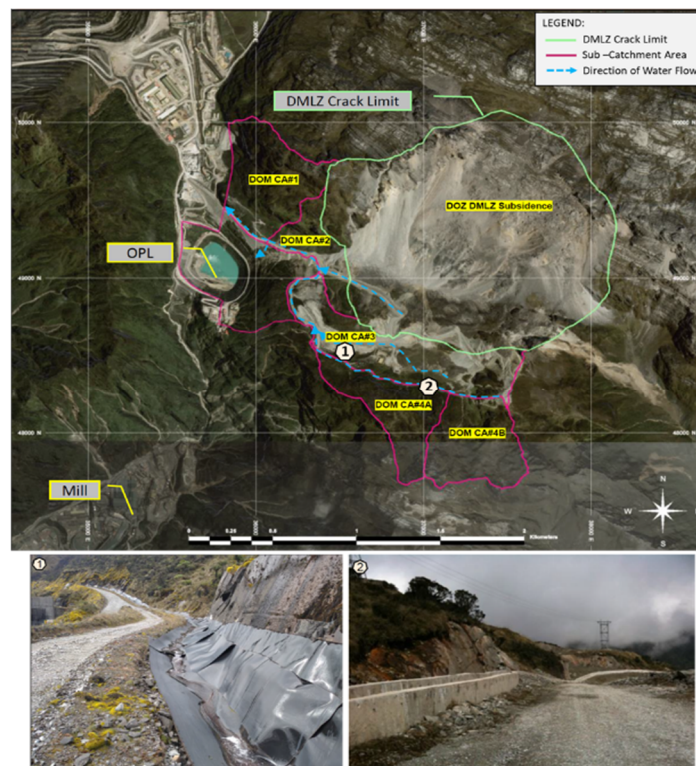 LEGEND:
DMLZ Crack Limit
Sub –Catchment Area
Direction of Water Flow
DMLZ Crack Limit
DOM CA#1
DOZ DMLZ Subsidence
DOM CA#2
OPL
DOM CA#3
1
2
DOM CA#4A
DOM CA#4B
Mill
N
W
E
S
0
1
Kilometers
1
2